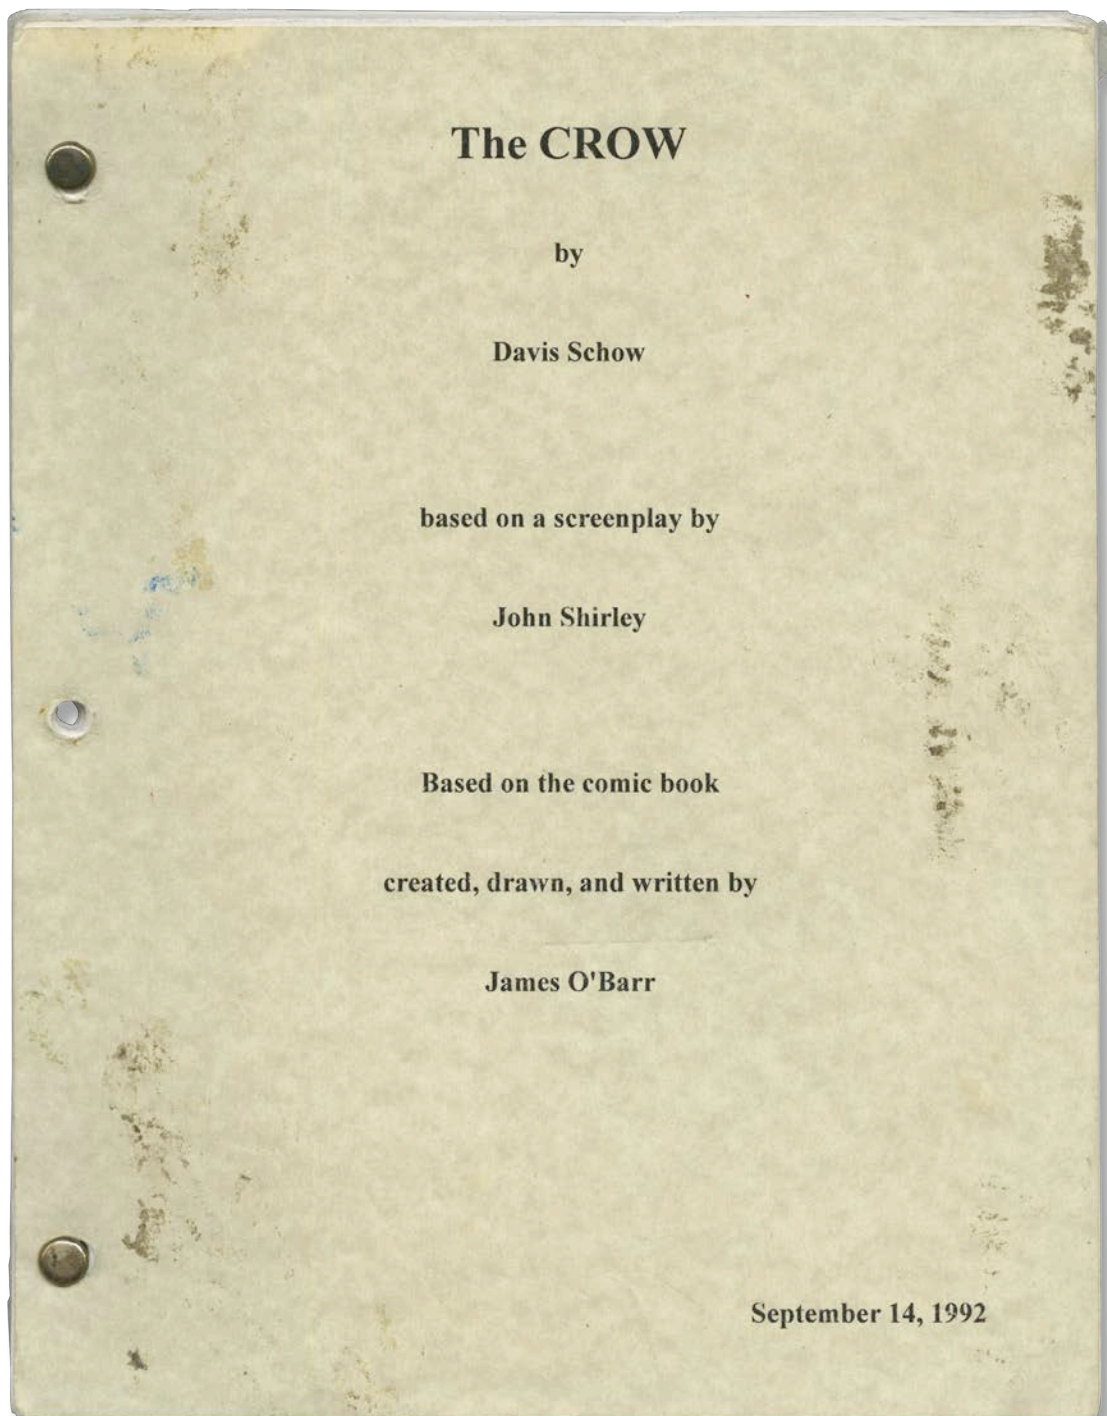 The CROW
by
Davis Schow
based on a screenplay by
John Shirley
Based on the comic book
created, drawn, and written by
James O'Barr
September 14, 1992